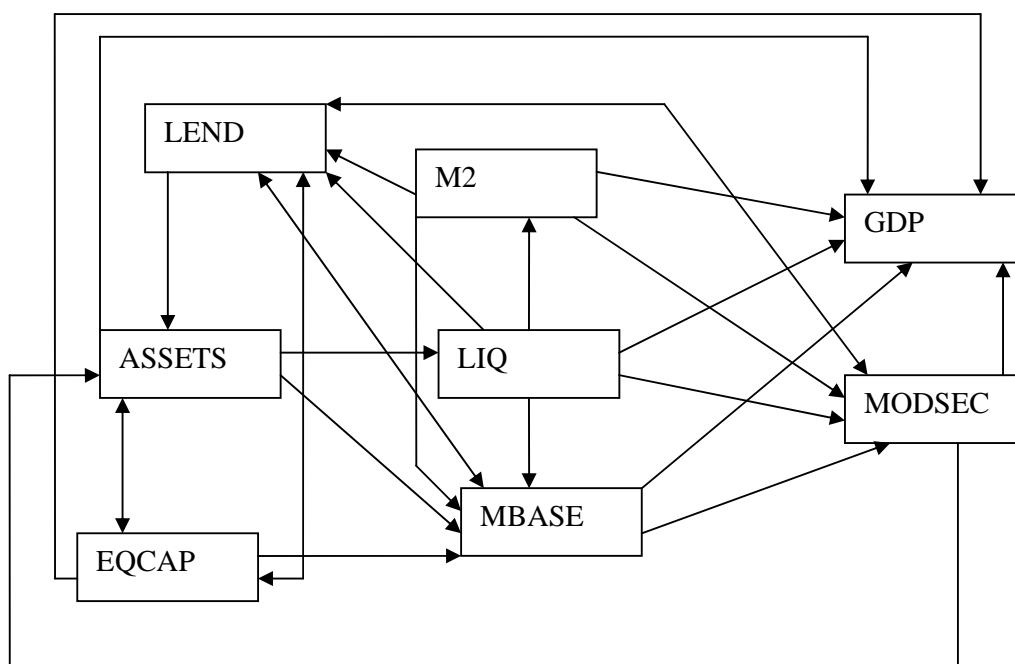 LEND
M2
GDP
ASSETS
LIQ
MODSEC
MBASE
EQCAP